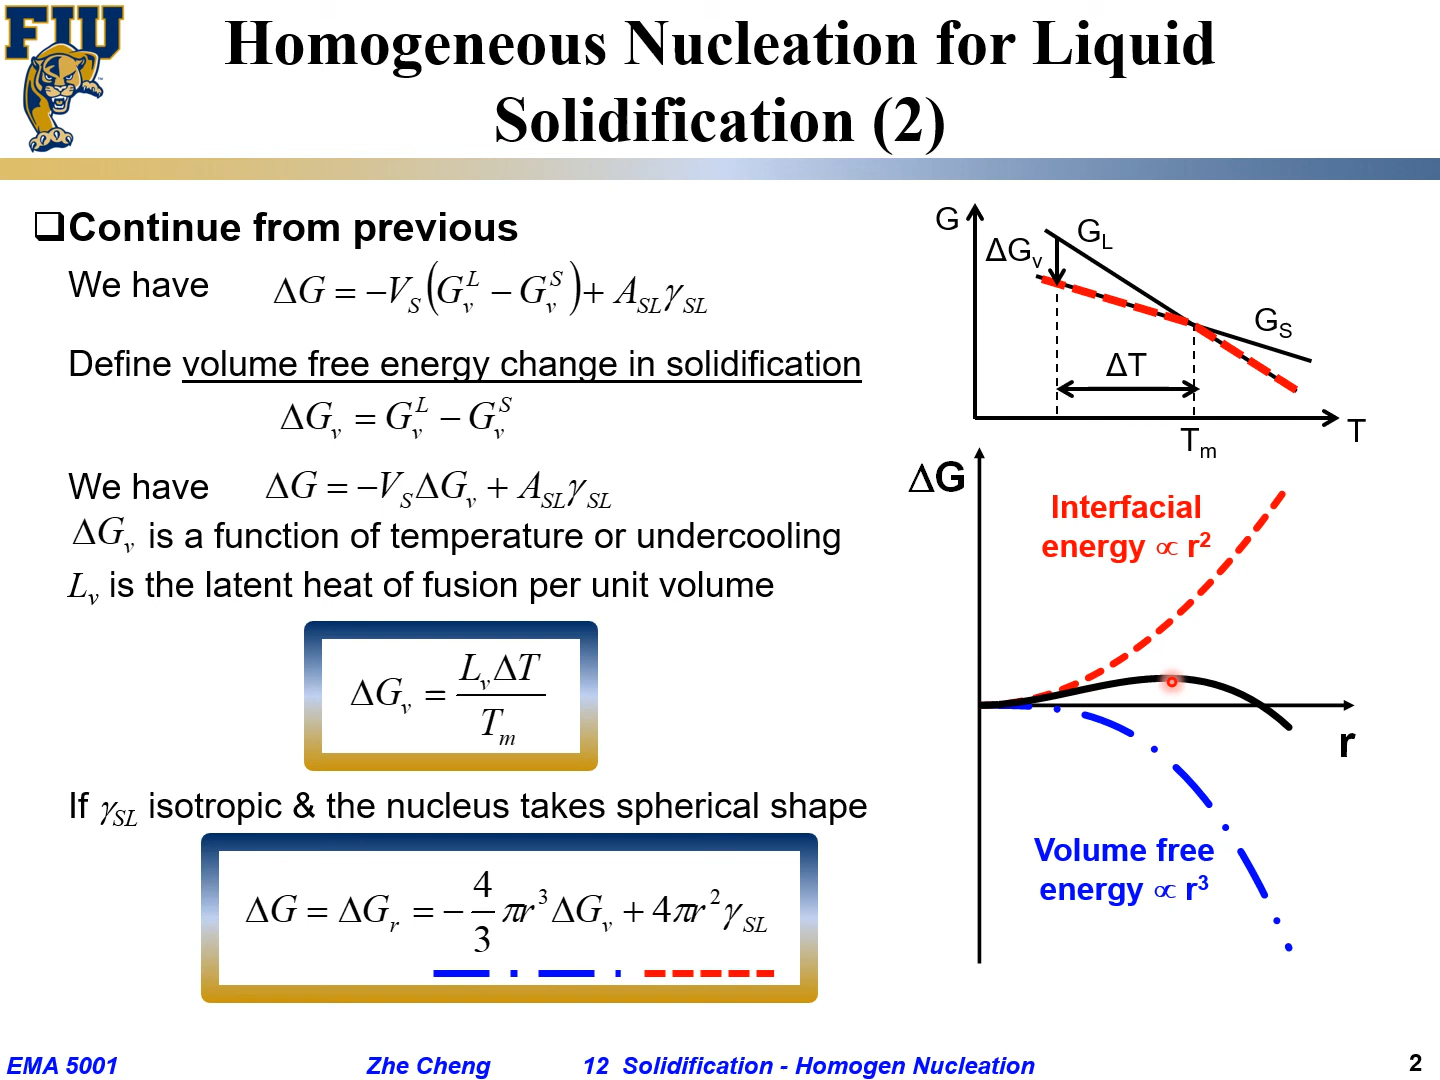 FIU
Homogeneous Nucleation for Liquid
Solidification (2)
❑Continue from previous
We have ΔG = −V_S (G_v^L − G_v^S) + A_SL γ_SL
Define volume free energy change in solidification
ΔG_v = G_v^L − G_v^S
We have ΔG = −V_S ΔG_v + A_SL γ_SL
ΔG_v is a function of temperature or undercooling
L_v is the latent heat of fusion per unit volume
ΔG_v = L_v ΔT / T_m
If γ_SL isotropic & the nucleus takes spherical shape
ΔG = ΔG_r = − 4/3 πr³ ΔG_v + 4πr² γ_SL
G
ΔG_v
G_L
G_S
ΔT
T_m
T
ΔG
Interfacial
energy ∝ r²
r
Volume free
energy ∝ r³
EMA 5001 Zhe Cheng 12 Solidification - Homogen Nucleation 2